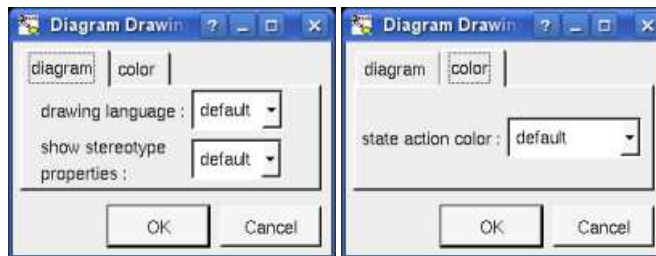 Diagram Drawin
diagram color
drawing language : default
show stereotype
properties : default
OK Cancel
Diagram Drawin
diagram color
state action color : default
OK Cancel